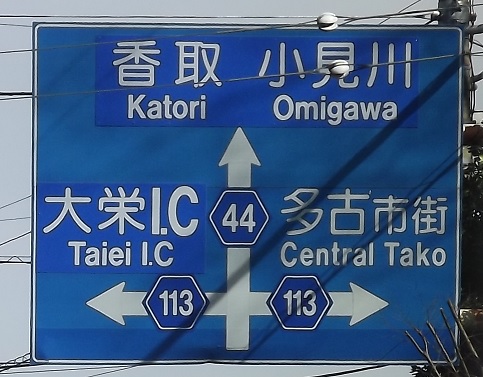 香取 小見川
Katori Omigawa
大栄I.C 44 多古市街
Taiei I.C Central Tako
113 113